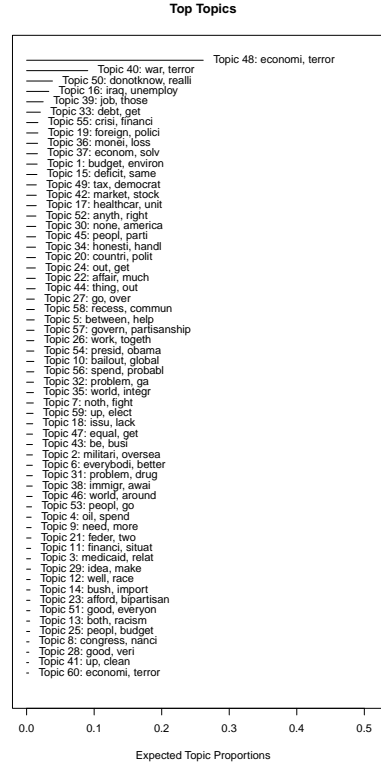 Top Topics
Topic 48: economi, terror
Topic 40: war, terror
Topic 50: donotknow, realli
Topic 16: iraq, unemploy
Topic 39: job, those
Topic 33: debt, get
Topic 55: crisi, financi
Topic 19: foreign, polici
Topic 36: monei, loss
Topic 37: econom, solv
Topic 1: budget, environ
Topic 15: deficit, same
Topic 49: tax, democrat
Topic 42: market, stock
Topic 17: healthcar, unit
Topic 52: anyth, right
Topic 30: none, america
Topic 45: peopl, parti
Topic 34: honesti, handl
Topic 20: countri, polit
Topic 24: out, get
Topic 22: affair, much
Topic 44: thing, out
Topic 27: go, over
Topic 58: recess, commun
Topic 5: between, help
Topic 57: govern, partisanship
Topic 26: work, togeth
Topic 54: presid, obama
Topic 10: bailout, global
Topic 56: spend, probabl
Topic 32: problem, ga
Topic 35: world, integr
Topic 7: noth, fight
Topic 59: up, elect
Topic 18: issu, lack
Topic 47: equal, get
Topic 43: be, busi
Topic 2: militari, oversea
Topic 6: everybodi, better
Topic 31: problem, drug
Topic 38: immigr, awai
Topic 46: world, around
Topic 53: peopl, go
Topic 4: oil, spend
Topic 9: need, more
Topic 21: feder, two
Topic 11: financi, situat
Topic 3: medicaid, relat
Topic 29: idea, make
Topic 12: well, race
Topic 14: bush, import
Topic 23: afford, bipartisan
Topic 51: good, everyon
Topic 13: both, racism
Topic 25: peopl, budget
Topic 8: congress, nanci
Topic 28: good, veri
Topic 41: up, clean
Topic 60: economi, terror
0.0 0.1 0.2 0.3 0.4 0.5
Expected Topic Proportions